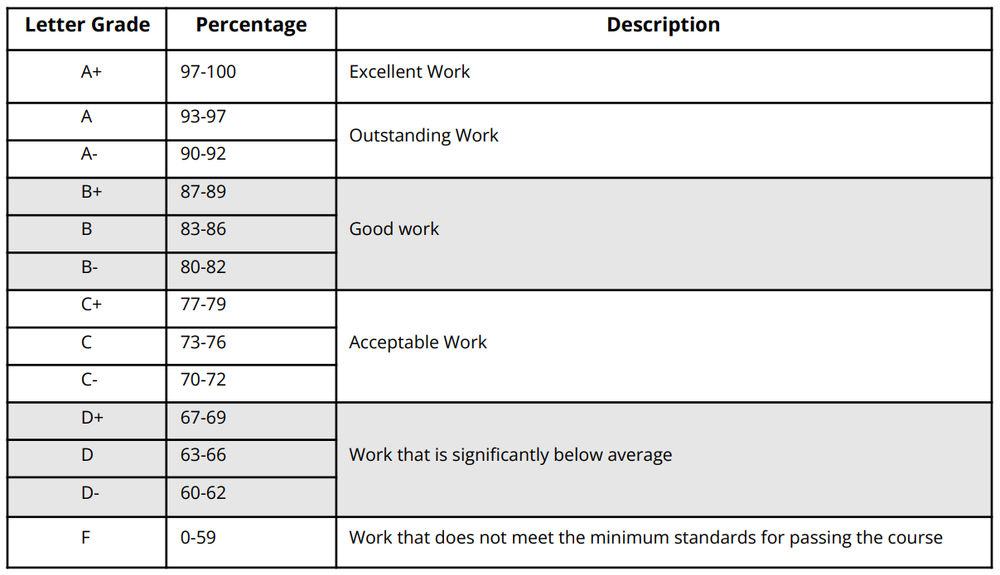 Letter Grade Percentage Description
A+ 97-100 Excellent Work
A 93-97
Outstanding Work
A- 90-92
B+ 87-89
B 83-86 Good work
B- 80-82
C+ 77-79
C 73-76 Acceptable Work
C- 70-72
D+ 67-69
D 63-66 Work that is significantly below average
D- 60-62
F 0-59 Work that does not meet the minimum standards for passing the course